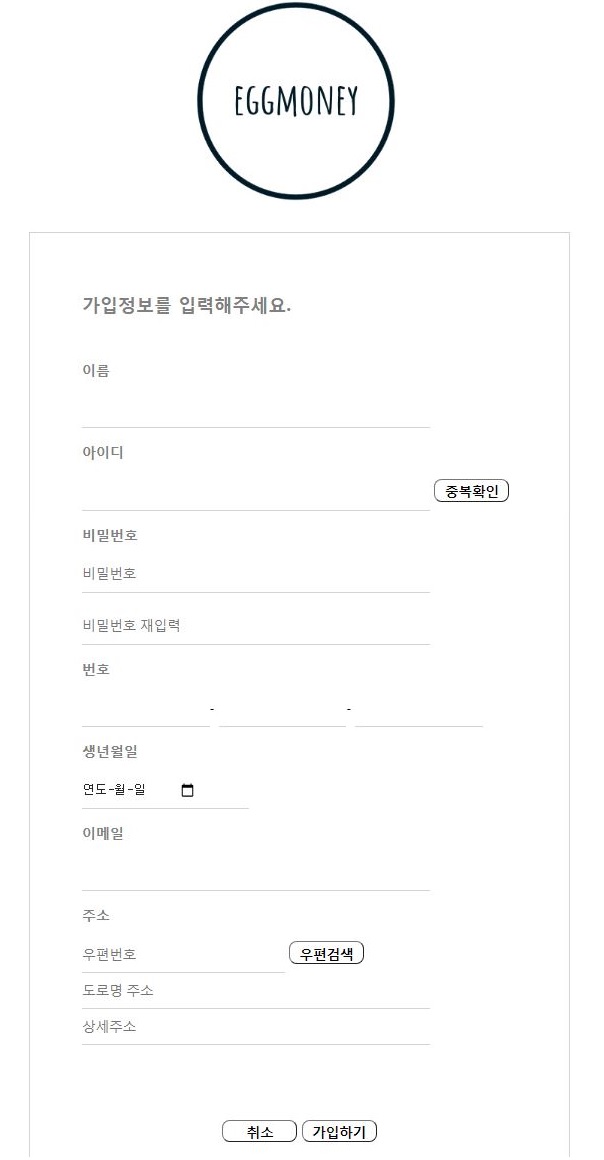 EGGMONEY
가입정보를 입력해주세요.
이름
아이디
중복확인
비밀번호
비밀번호
비밀번호 재입력
번호
- -
생년월일
연도-월-일
이메일
주소
우편번호 우편검색
도로명 주소
상세주소
취소 가입하기